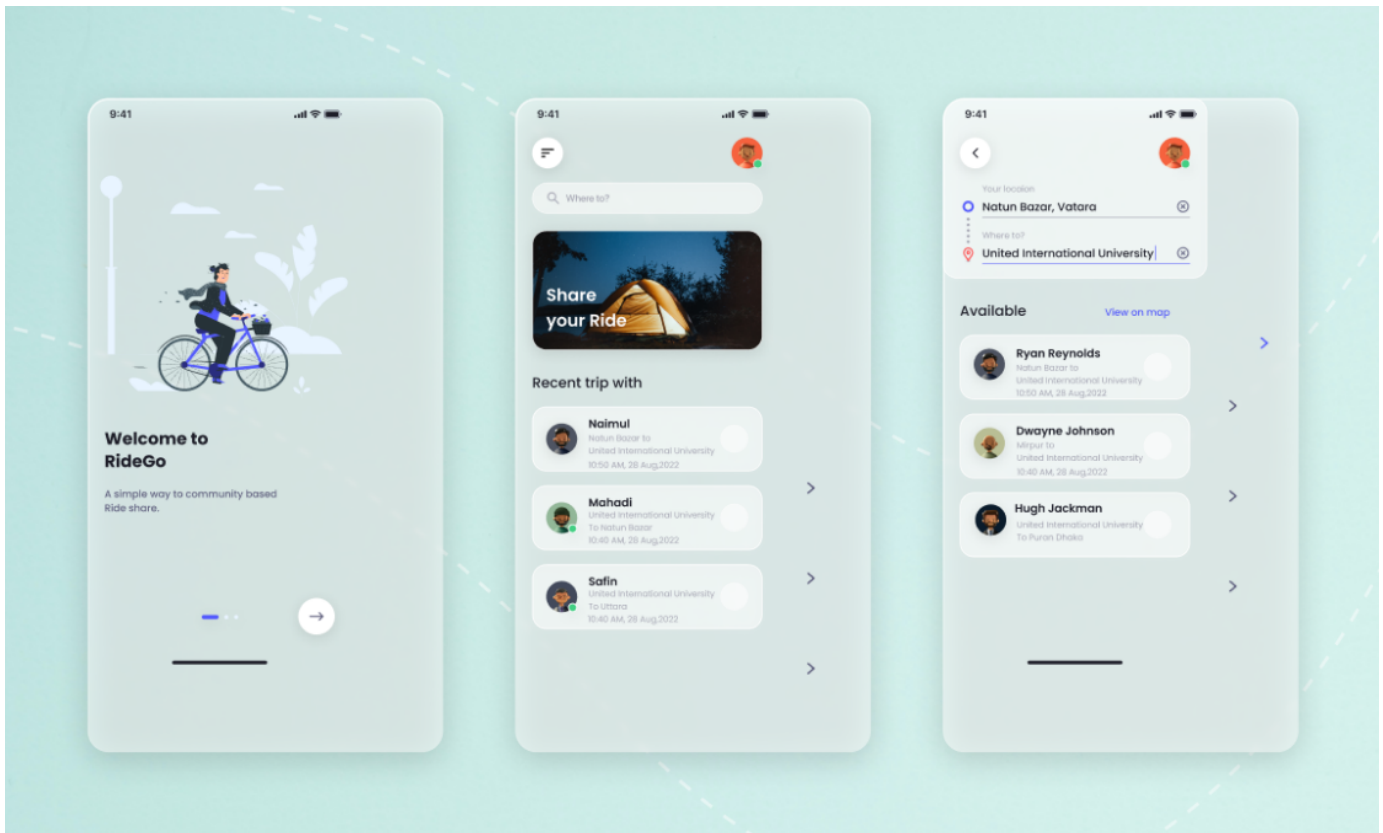 9:41
Welcome to
RideGo
A simple way to community based
Ride share.
9:41
Where to?
Share
your Ride
Recent trip with
Naimul
Natun Bazar to
United International University
10:50 AM, 28 Aug,2022
Mahadi
United International University
To Natun Bazar
10:40 AM, 28 Aug,2022
Safin
United International University
To Uttara
10:40 AM, 28 Aug,2022
9:41
Your locaion
Natun Bazar, Vatara
Where to?
United International University
Available
View on map
Ryan Reynolds
Natun Bazar to
United International University
10:50 AM, 28 Aug,2022
Dwayne Johnson
Mirpur to
United International University
10:40 AM, 28 Aug,2022
Hugh Jackman
United International University
To Puran Dhaka